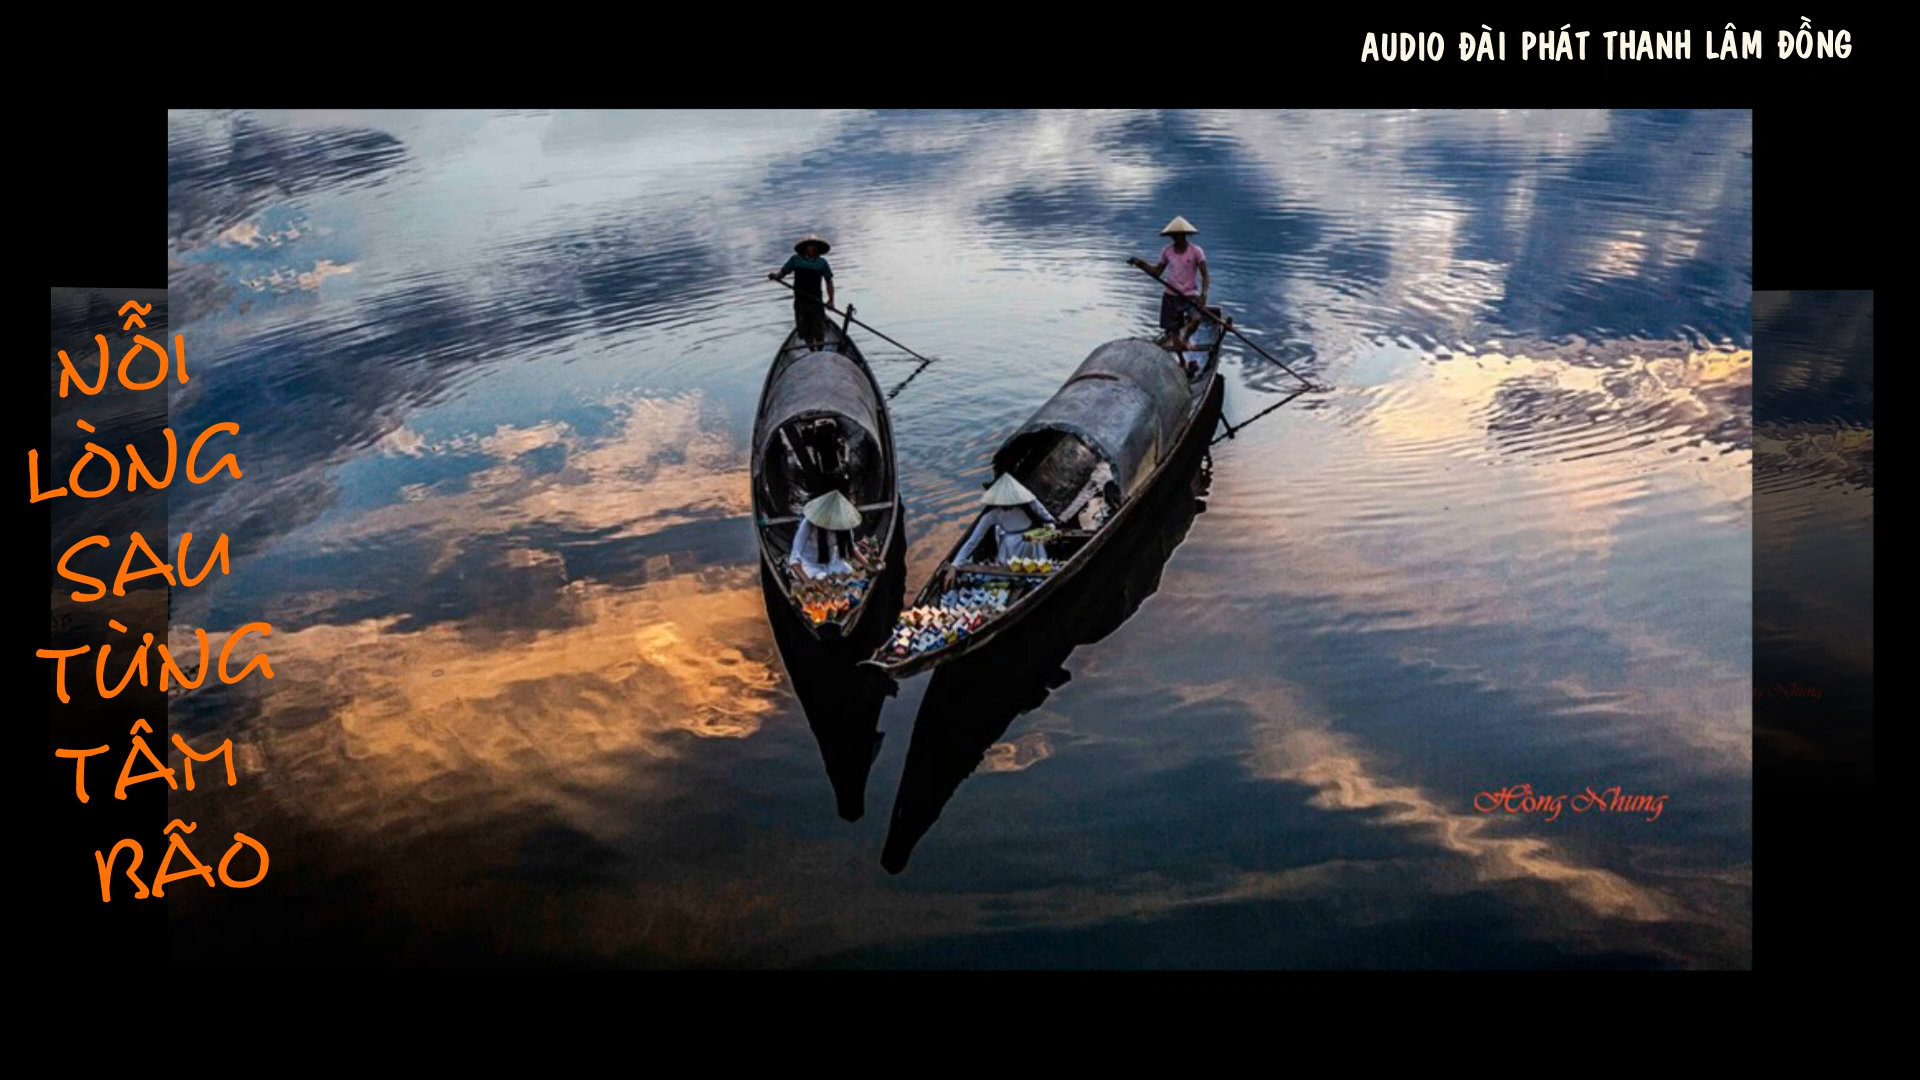 AUDIO ĐÀI PHÁT THANH LÂM ĐỒNG
NỖI
LÒNG
SAU
TỪNG
TÂM
BÃO
Hồng Nhung